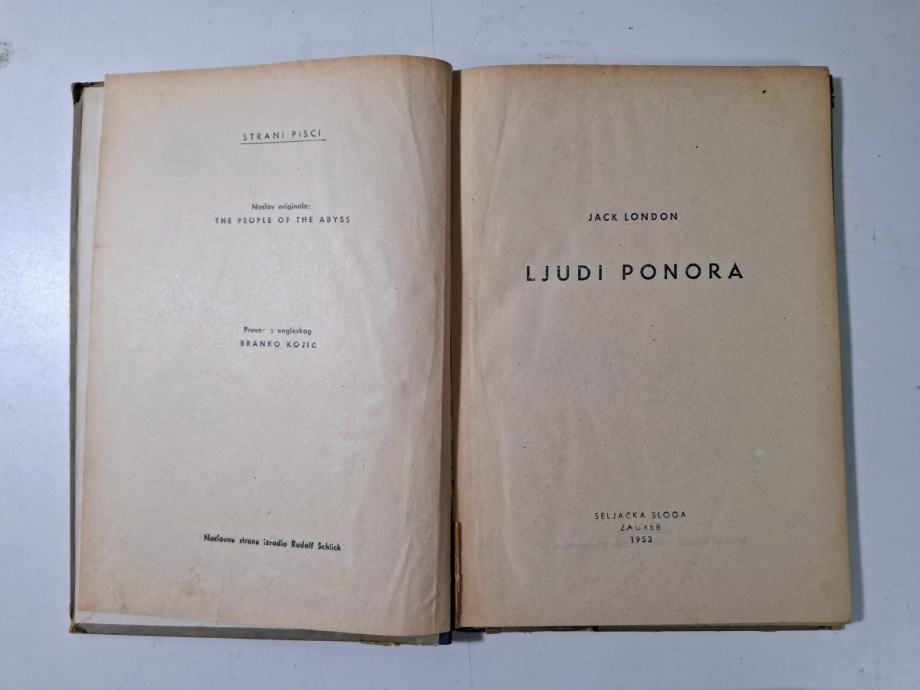 STRANI PISCI
Naslov originala:
THE PEOPLE OF THE ABYSS
Preveo s engleskog
BRANKO KOJIĆ
Naslovnu stranu izradio Rudolf Schlick
JACK LONDON
LJUDI PONORA
SELJAČKA SLOGA
ZAGREB
1953